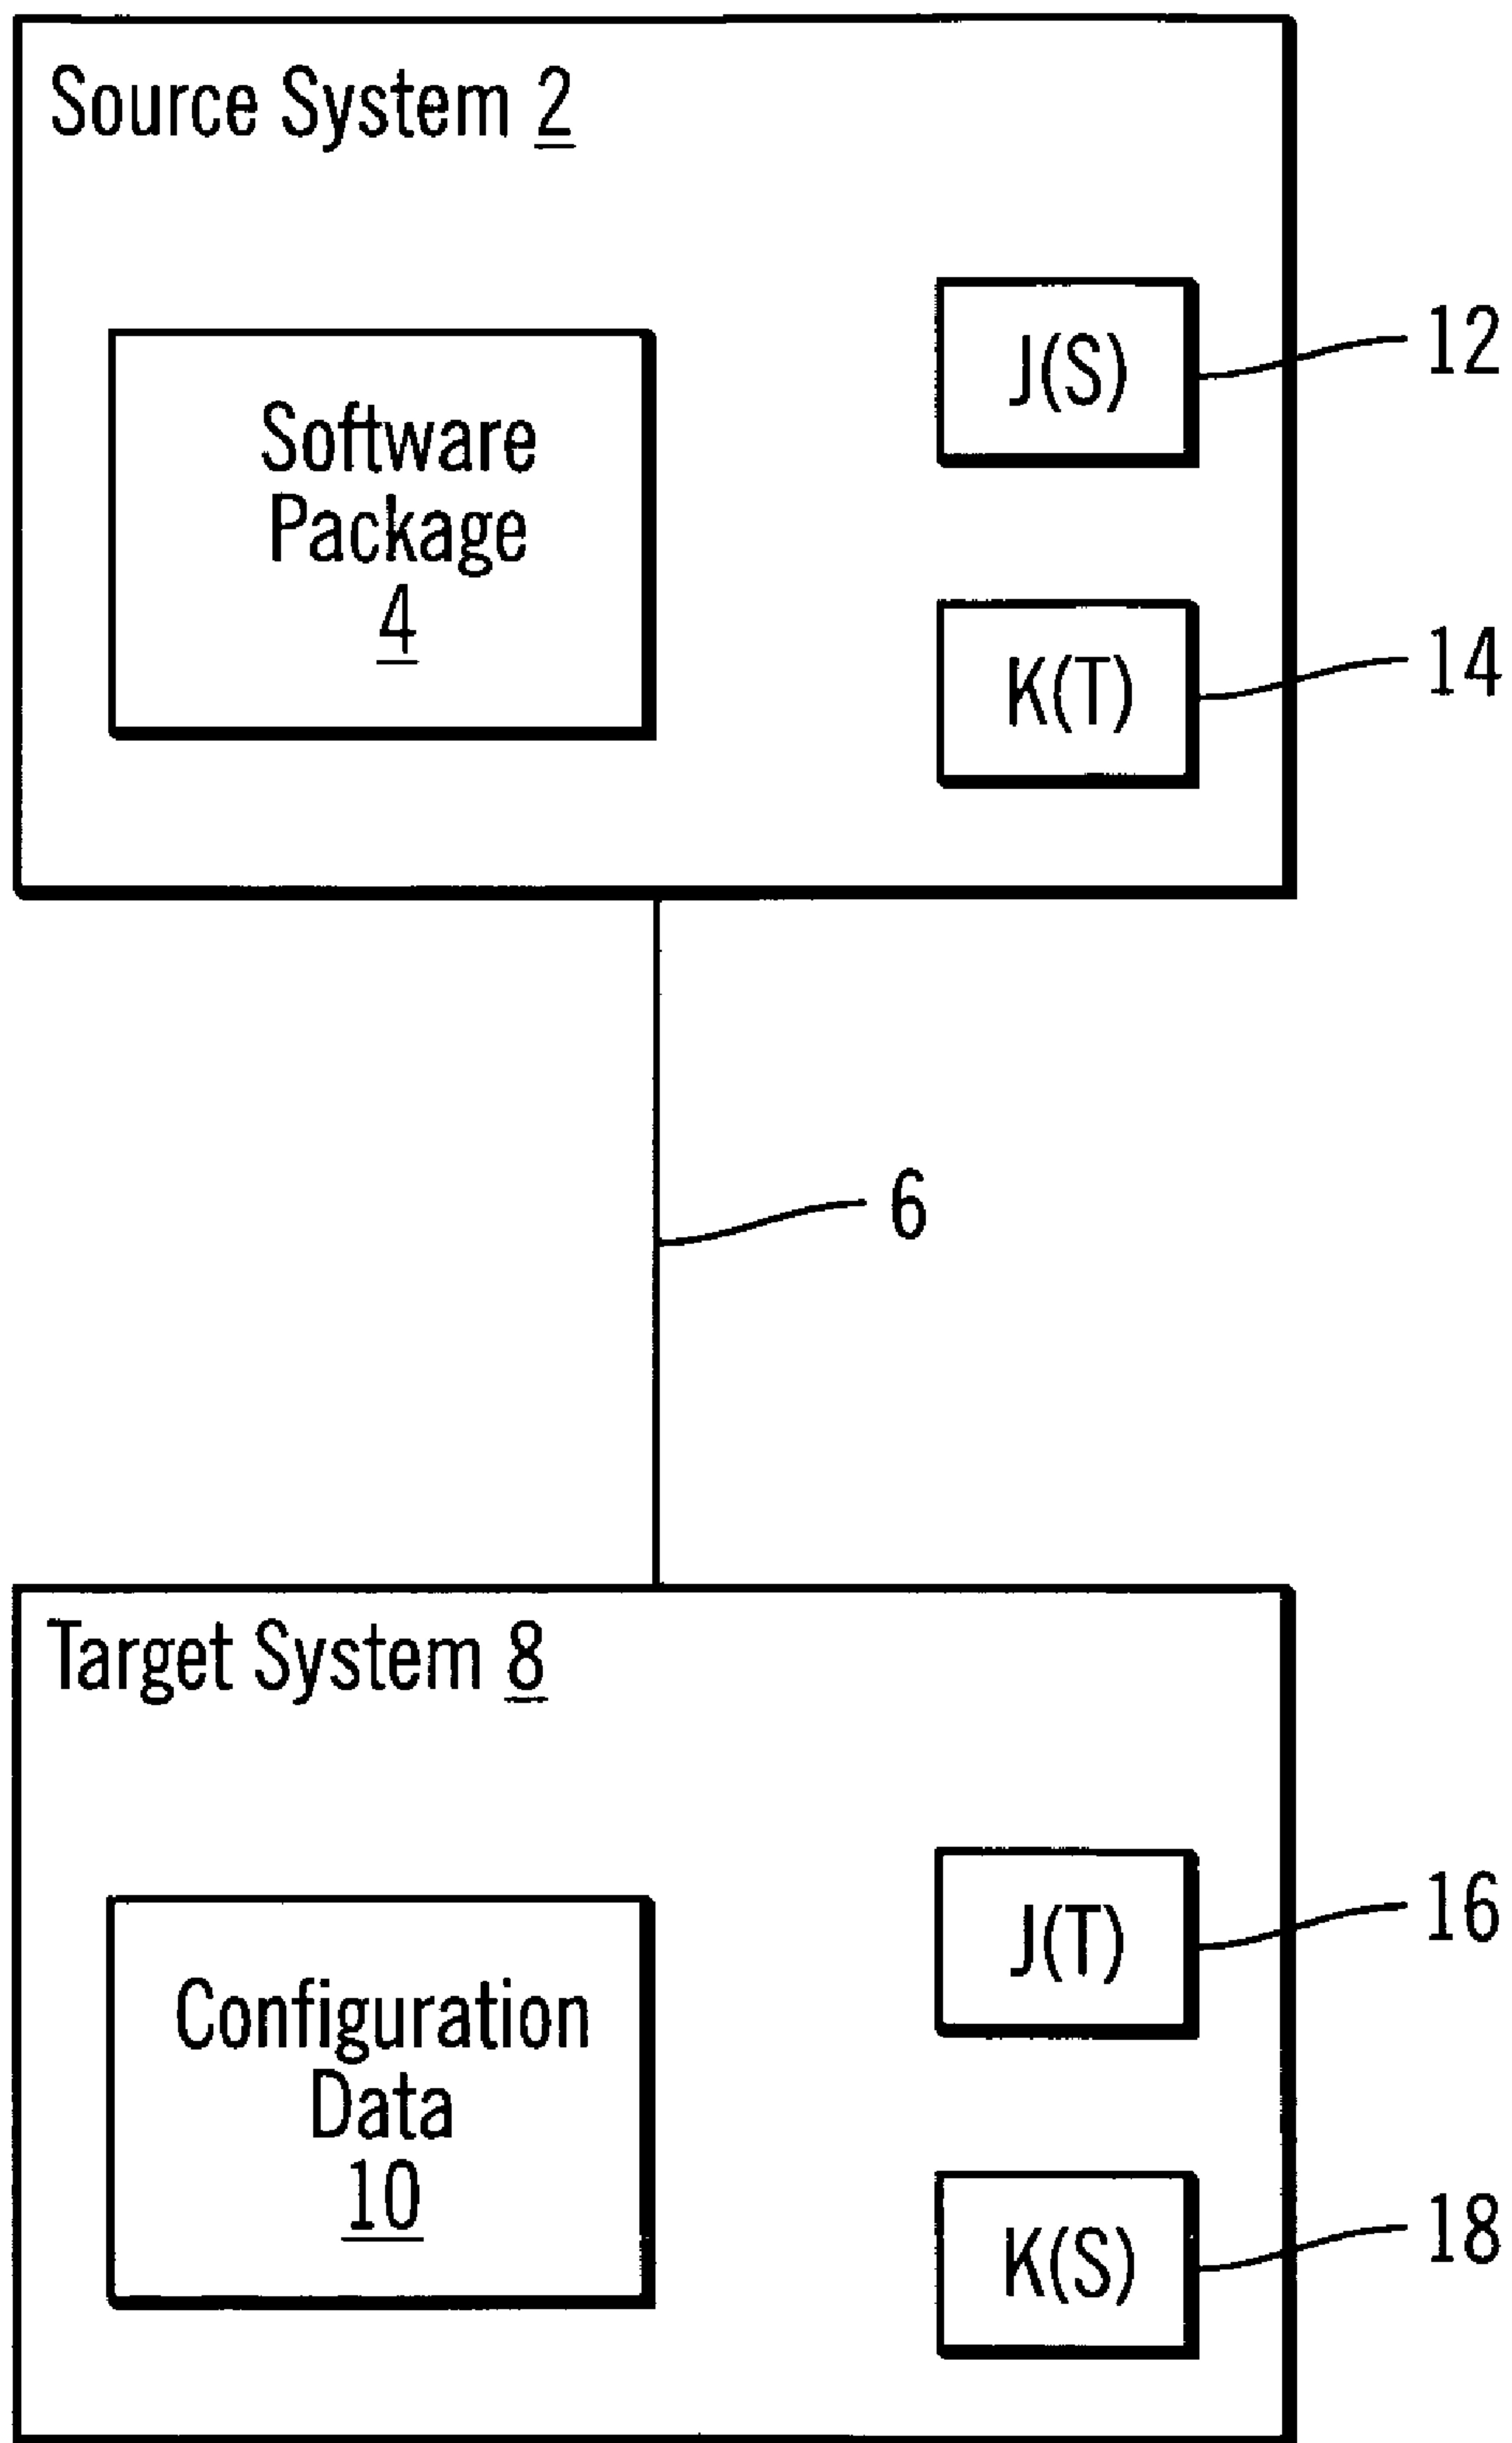 Source System 2
Software
Package
4
J(S)
12
K(T)
14
6
Target System 8
Configuration
Data
10
J(T)
16
K(S)
18